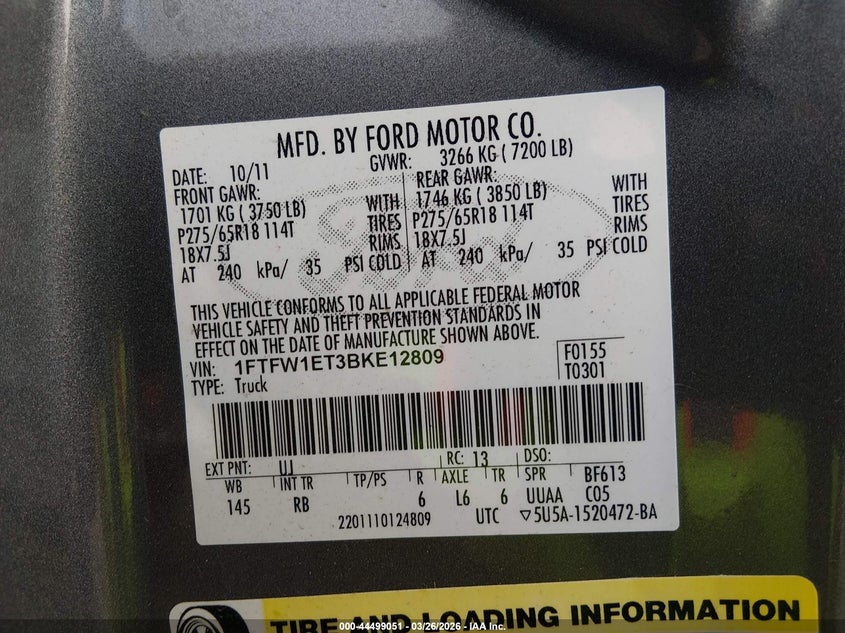 MFD. BY FORD MOTOR CO.
DATE: 10/11 GVWR: 3266 KG ( 7200 LB)
FRONT GAWR: REAR GAWR:
1701 KG ( 3750 LB) WITH 1746 KG ( 3850 LB) WITH
P275/65R18 114T TIRES P275/65R18 114T TIRES
18X7.5J RIMS 18X7.5J RIMS
AT 240 kPa/ 35 PSI COLD AT 240 kPa/ 35 PSI COLD
Ford
THIS VEHICLE CONFORMS TO ALL APPLICABLE FEDERAL MOTOR
VEHICLE SAFETY AND THEFT PREVENTION STANDARDS IN
EFFECT ON THE DATE OF MANUFACTURE SHOWN ABOVE.
VIN: 1FTFW1ET3BKE12809 F0155
TYPE: Truck T0301
EXT PNT: UJ RC: 13 DSO:
WB INT TR TP/PS R AXLE TR SPR BF613
145 RB 6 L6 6 UUAA C05
2201110124809 UTC ▽5U5A-1520472-BA
TIRE AND LOADING INFORMATION
000-44499051 - 03/26/2026 - IAA Inc.